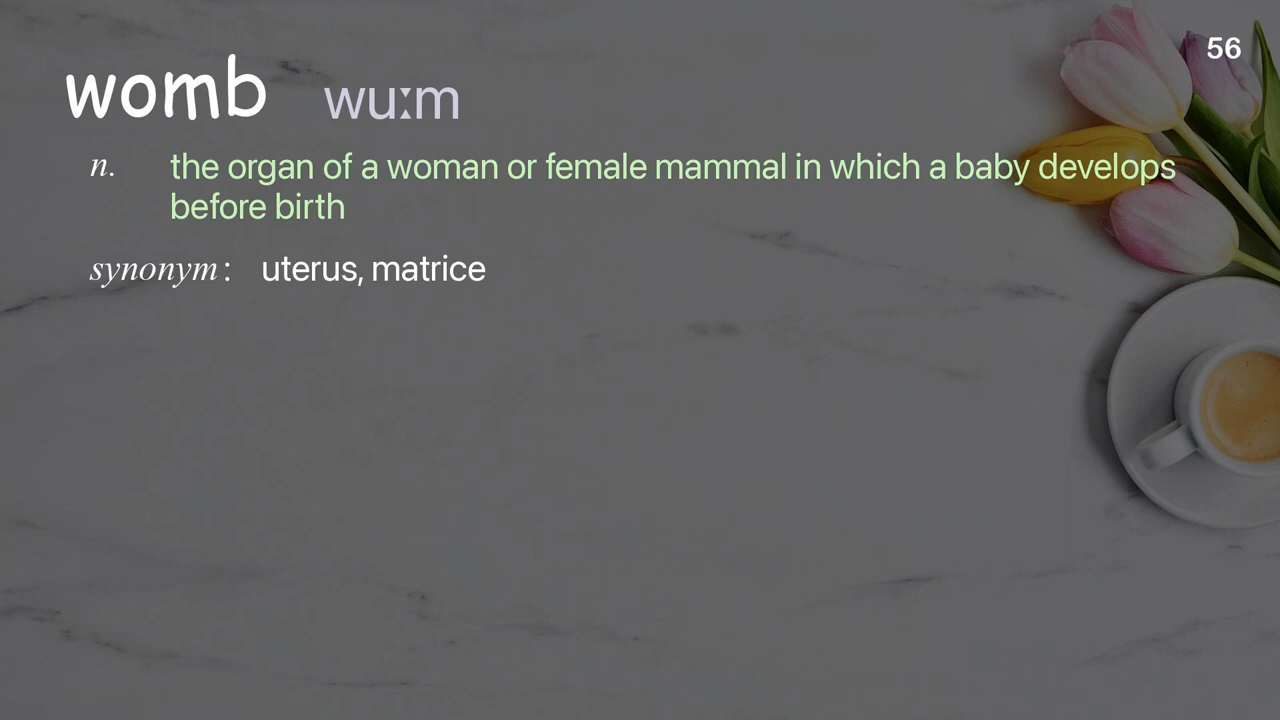 56
womb wuːm
n. the organ of a woman or female mammal in which a baby develops
before birth
synonym: uterus, matrice